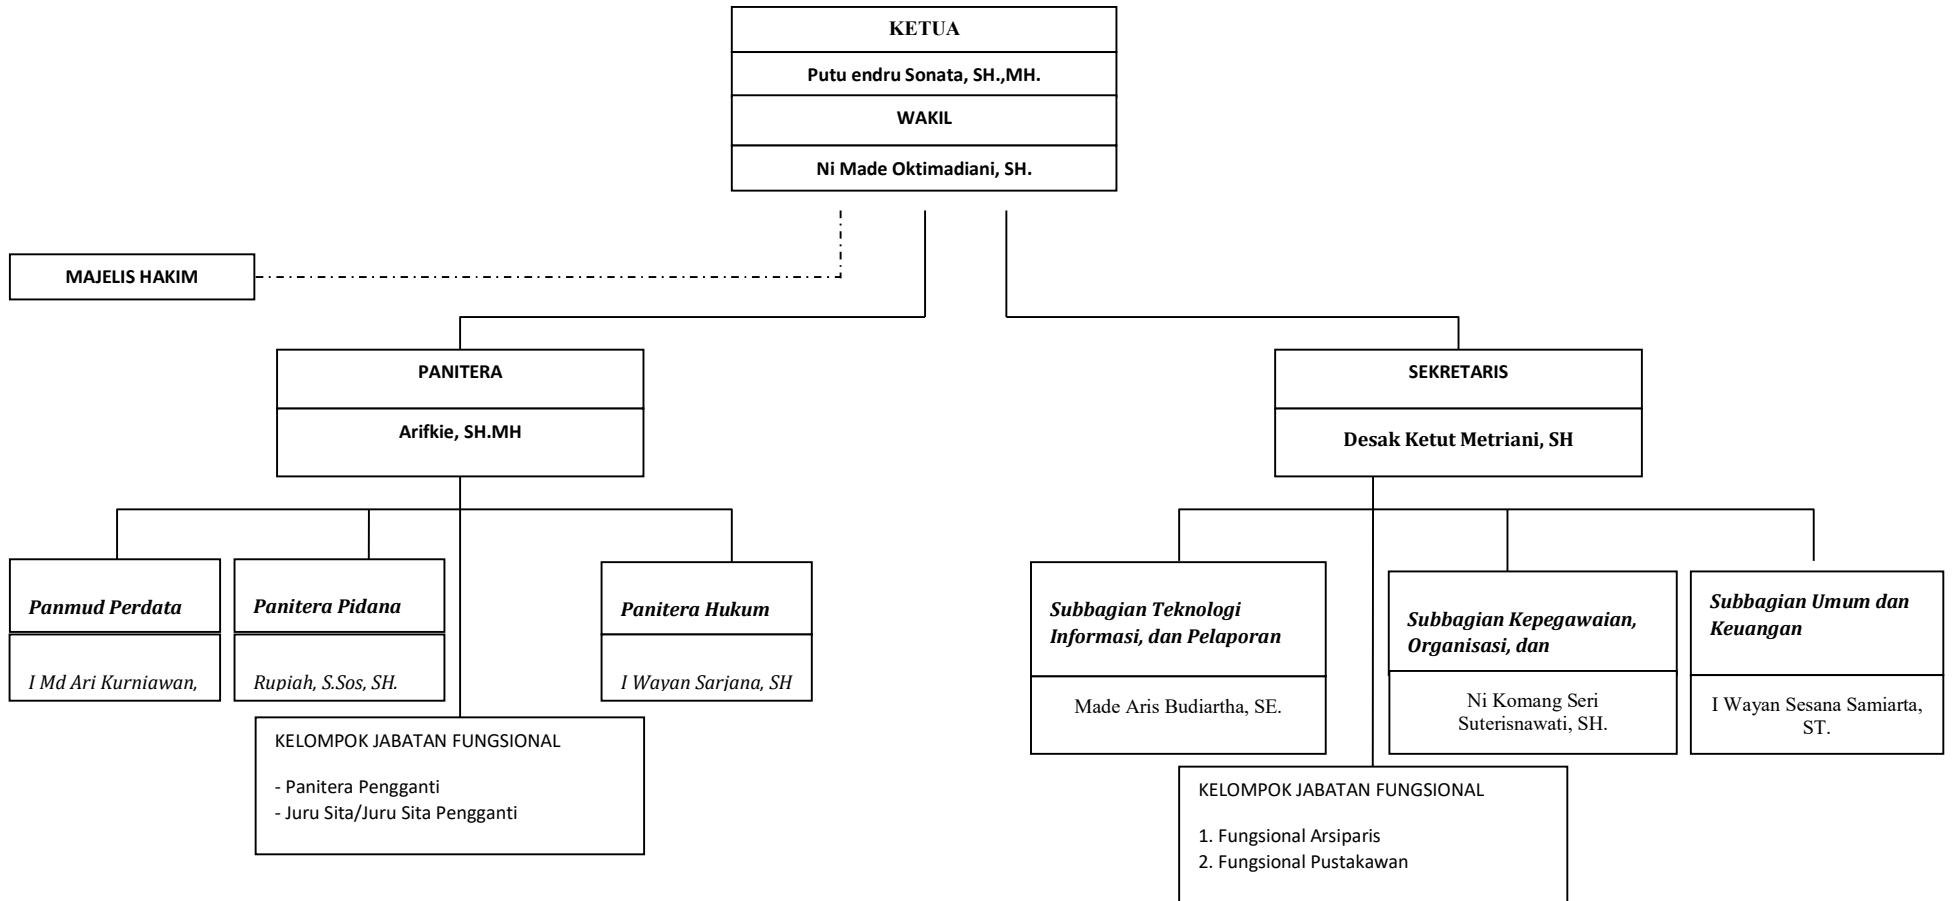 KETUA
Putu endru Sonata, SH.,MH.
WAKIL
Ni Made Oktimadiani, SH.
MAJELIS HAKIM
PANITERA
Arifkie, SH.MH
SEKRETARIS
Desak Ketut Metriani, SH
Panmud Perdata
I Md Ari Kurniawan,
Panitera Pidana
Rupiah, S.Sos, SH.
Panitera Hukum
I Wayan Sarjana, SH
KELOMPOK JABATAN FUNGSIONAL
- Panitera Pengganti
- Juru Sita/Juru Sita Pengganti
Subbagian Teknologi
Informasi, dan Pelaporan
Made Aris Budiartha, SE.
Subbagian Kepegawaian,
Organisasi, dan
Ni Komang Seri
Suterisnawati, SH.
Subbagian Umum dan
Keuangan
I Wayan Sesana Samiarta,
ST.
KELOMPOK JABATAN FUNGSIONAL
1. Fungsional Arsiparis
2. Fungsional Pustakawan